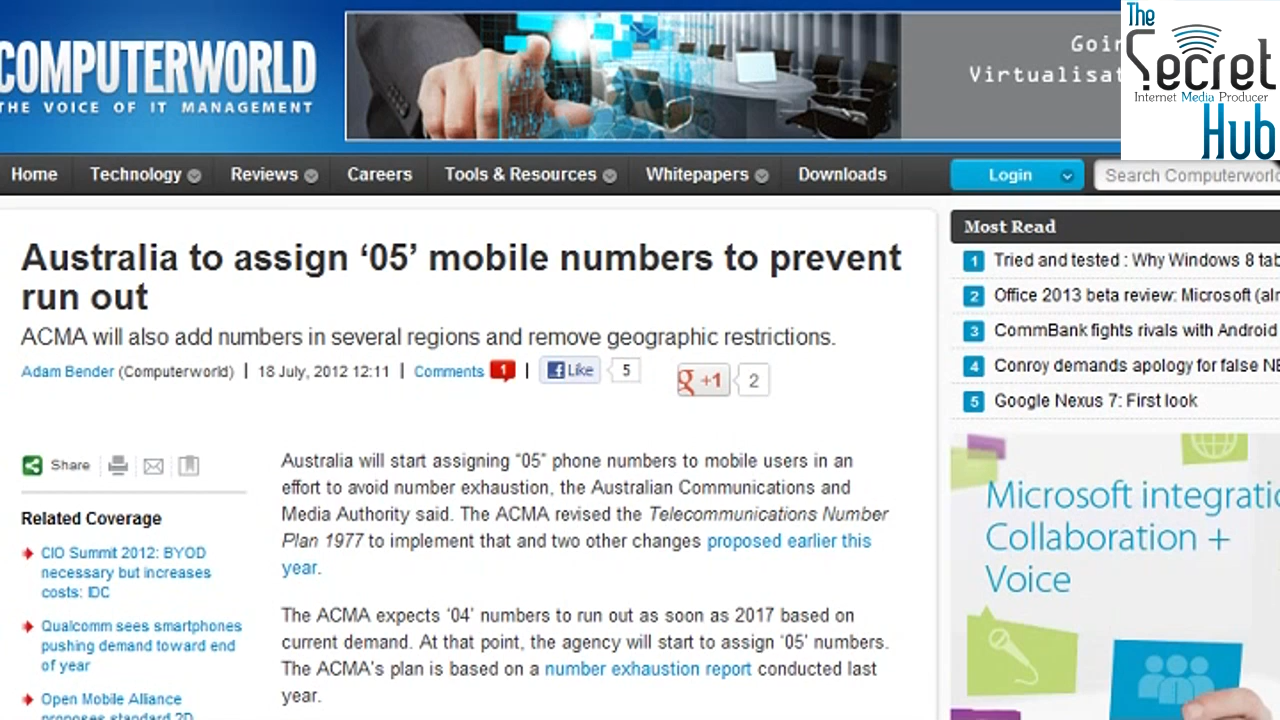 COMPUTERWORLD
THE VOICE OF IT MANAGEMENT
The
Secret
Internet Media Producer
Hub
Home Technology Reviews Careers Tools & Resources Whitepapers Downloads Login Search Computerworld
Australia to assign ‘05’ mobile numbers to prevent
run out
ACMA will also add numbers in several regions and remove geographic restrictions.
Adam Bender (Computerworld) | 18 July, 2012 12:11 | Comments 1 | Like 5 +1 2
Share
Related Coverage
CIO Summit 2012: BYOD
necessary but increases
costs: IDC
Qualcomm sees smartphones
pushing demand toward end
of year
Open Mobile Alliance
proposes standard 2D
Australia will start assigning “05” phone numbers to mobile users in an
effort to avoid number exhaustion, the Australian Communications and
Media Authority said. The ACMA revised the Telecommunications Number
Plan 1977 to implement that and two other changes proposed earlier this
year.
The ACMA expects ‘04’ numbers to run out as soon as 2017 based on
current demand. At that point, the agency will start to assign ‘05’ numbers.
The ACMA's plan is based on a number exhaustion report conducted last
year.
Most Read
1 Tried and tested : Why Windows 8 tab
2 Office 2013 beta review: Microsoft
3 CommBank fights rivals with Android
4 Conroy demands apology for false
5 Google Nexus 7: First look
Microsoft
Collaboration +
Voice